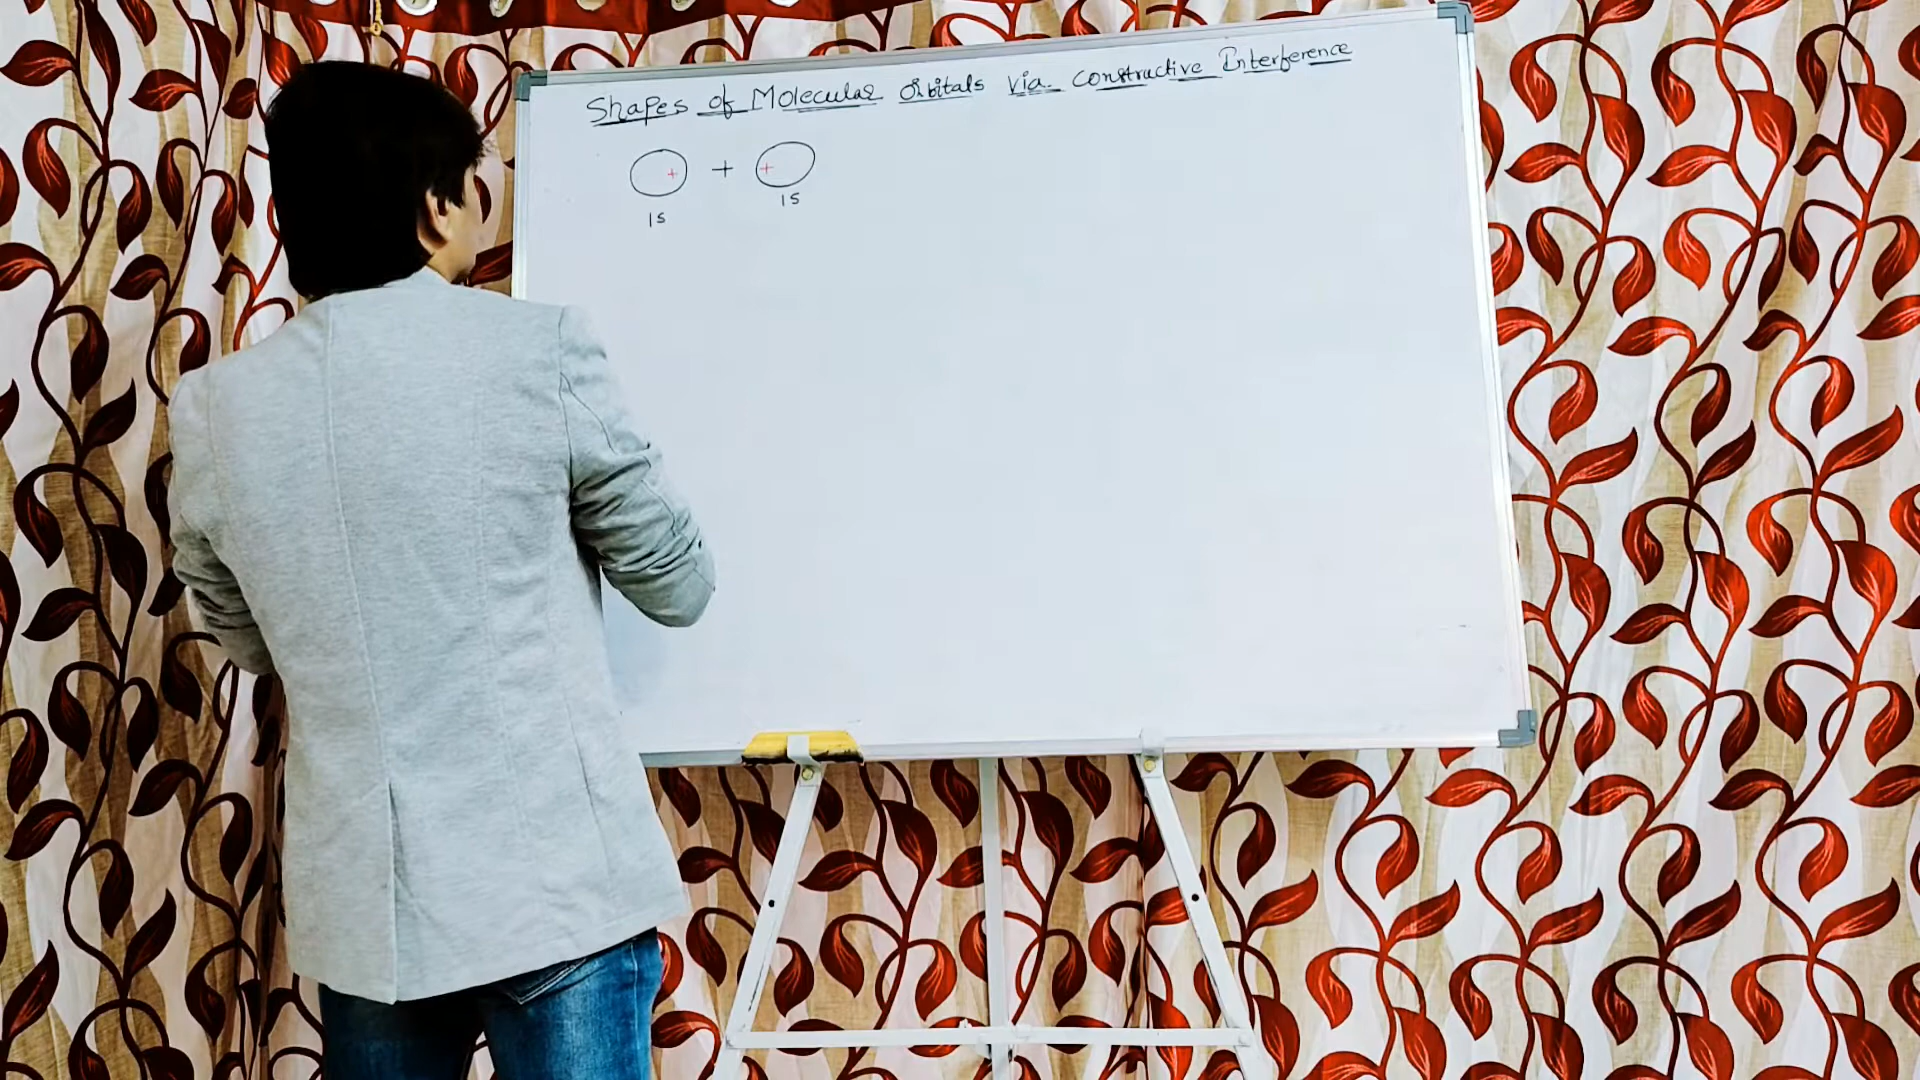 Shapes of Molecular Orbitals Via. Constructive Interference
+ + +
1s 1s